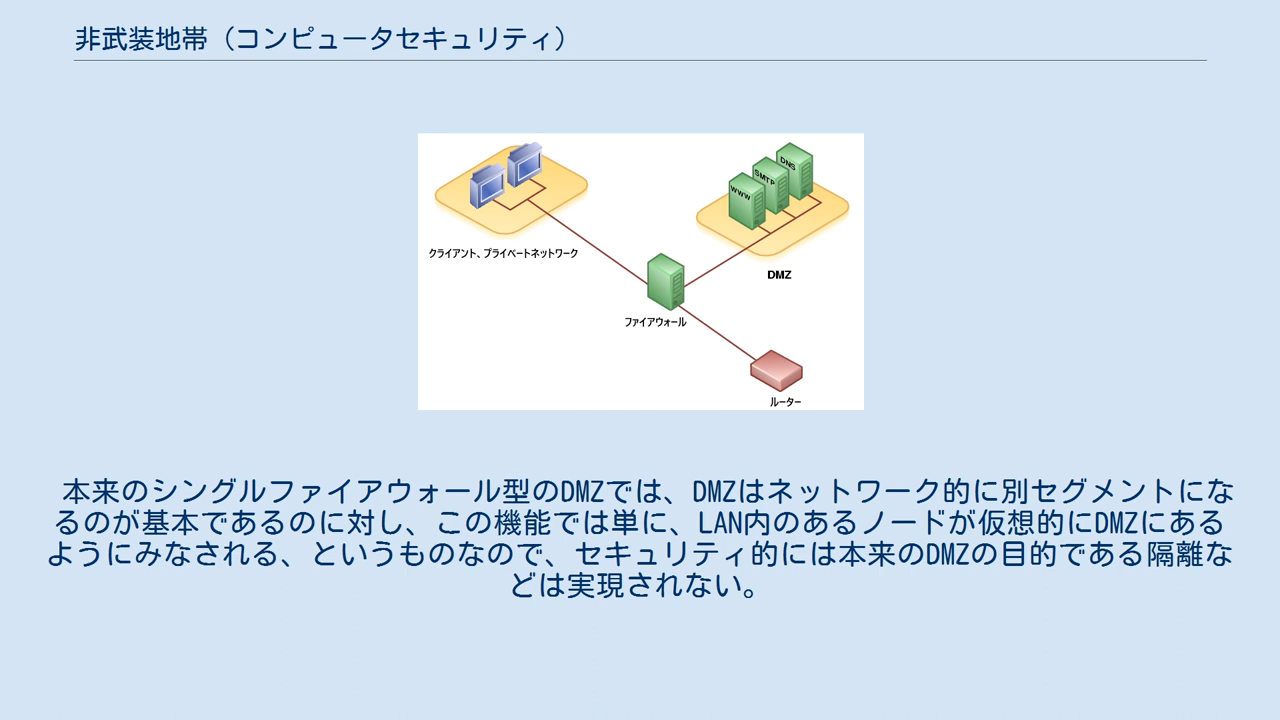 非武装地帯（コンピュータセキュリティ）
WWW
SMTP
DNS
クライアント、プライベートネットワーク
DMZ
ファイアウォール
ルーター
本来のシングルファイアウォール型のDMZでは、DMZはネットワーク的に別セグメントにな
るのが基本であるのに対し、この機能では単に、LAN内のあるノードが仮想的にDMZにある
ようにみなされる、というものなので、セキュリティ的には本来のDMZの目的である隔離な
どは実現されない。